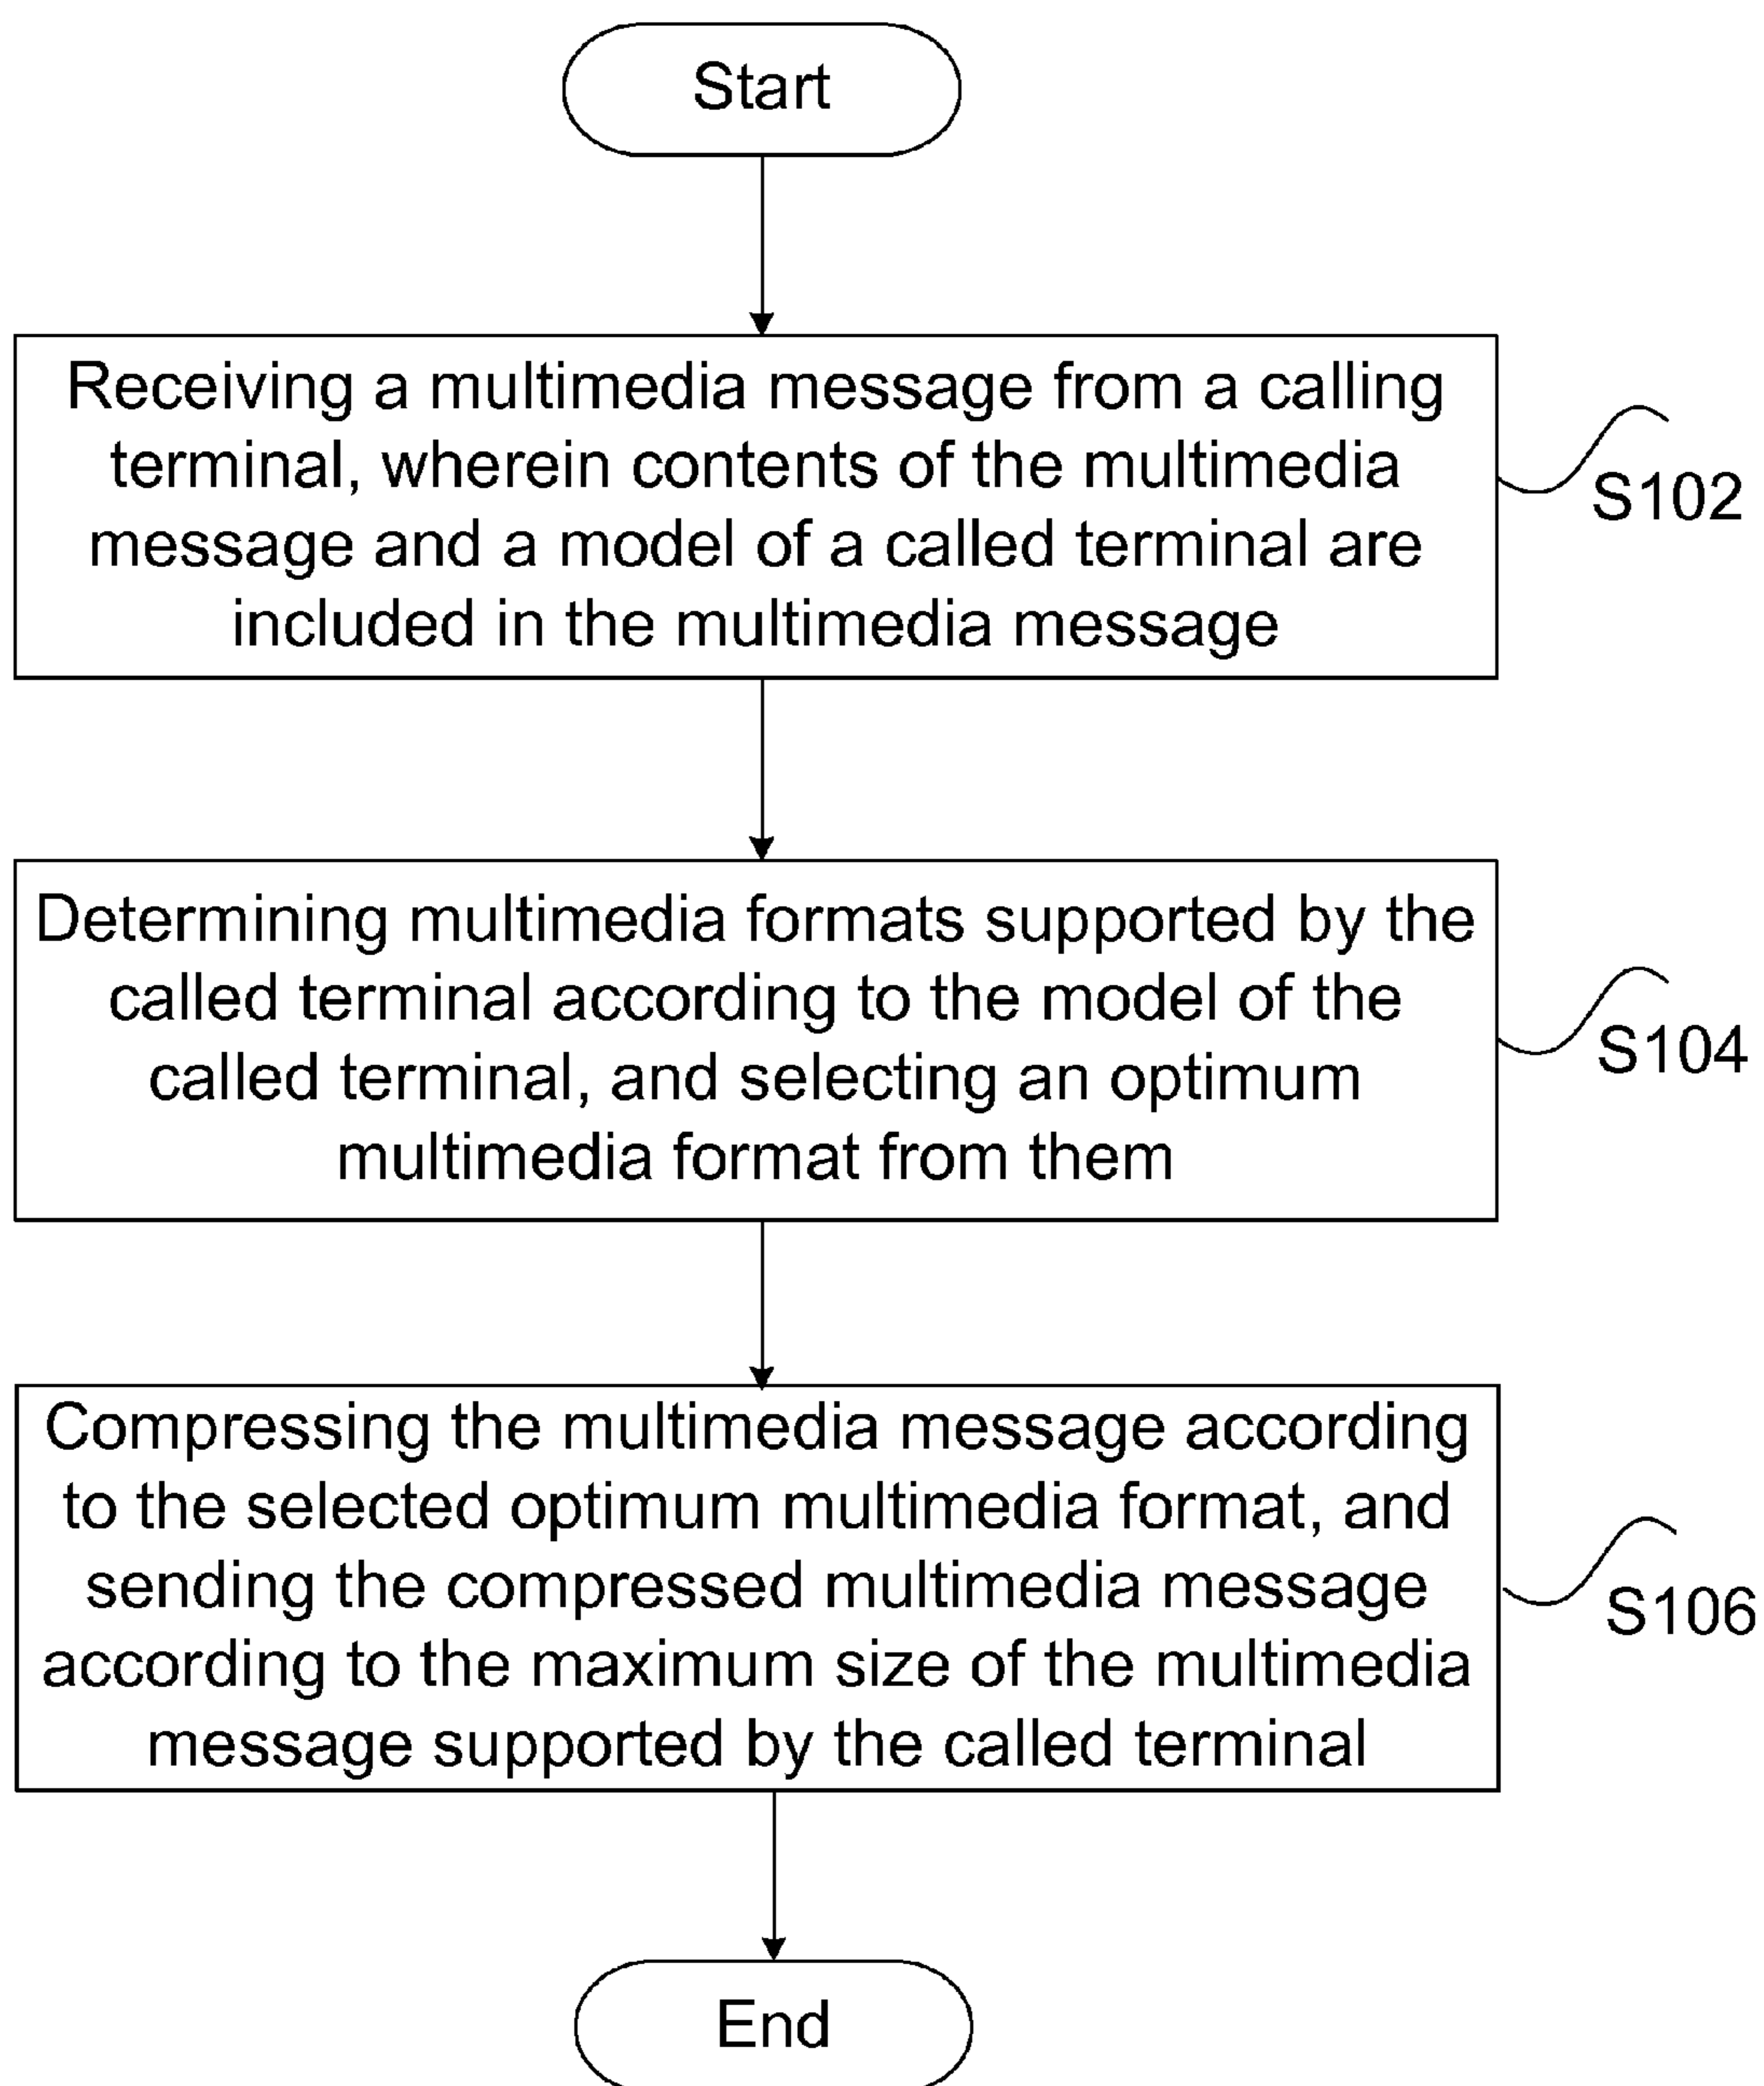 Start
Receiving a multimedia message from a calling
terminal, wherein contents of the multimedia
message and a model of a called terminal are
included in the multimedia message
S102
Determining multimedia formats supported by the
called terminal according to the model of the
called terminal, and selecting an optimum
multimedia format from them
S104
Compressing the multimedia message according
to the selected optimum multimedia format, and
sending the compressed multimedia message
according to the maximum size of the multimedia
message supported by the called terminal
S106
End